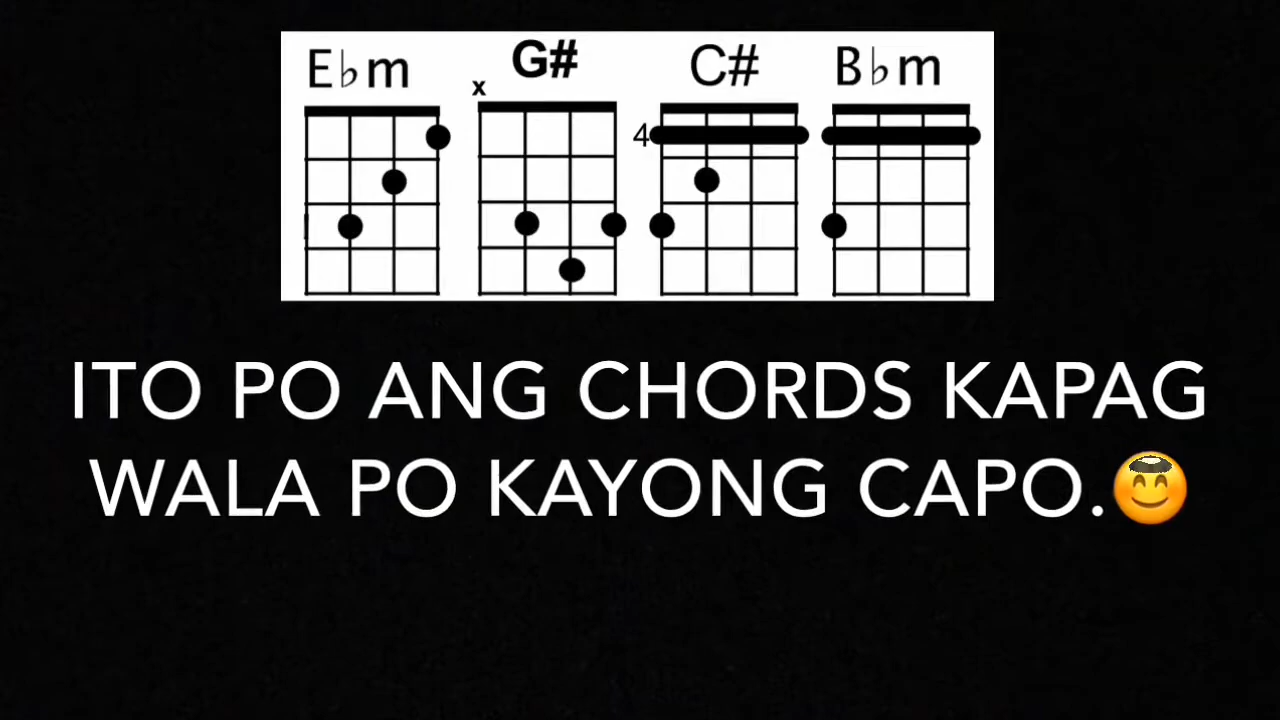 E♭m G# C# B♭m
x
4
ITO PO ANG CHORDS KAPAG
WALA PO KAYONG CAPO.😇